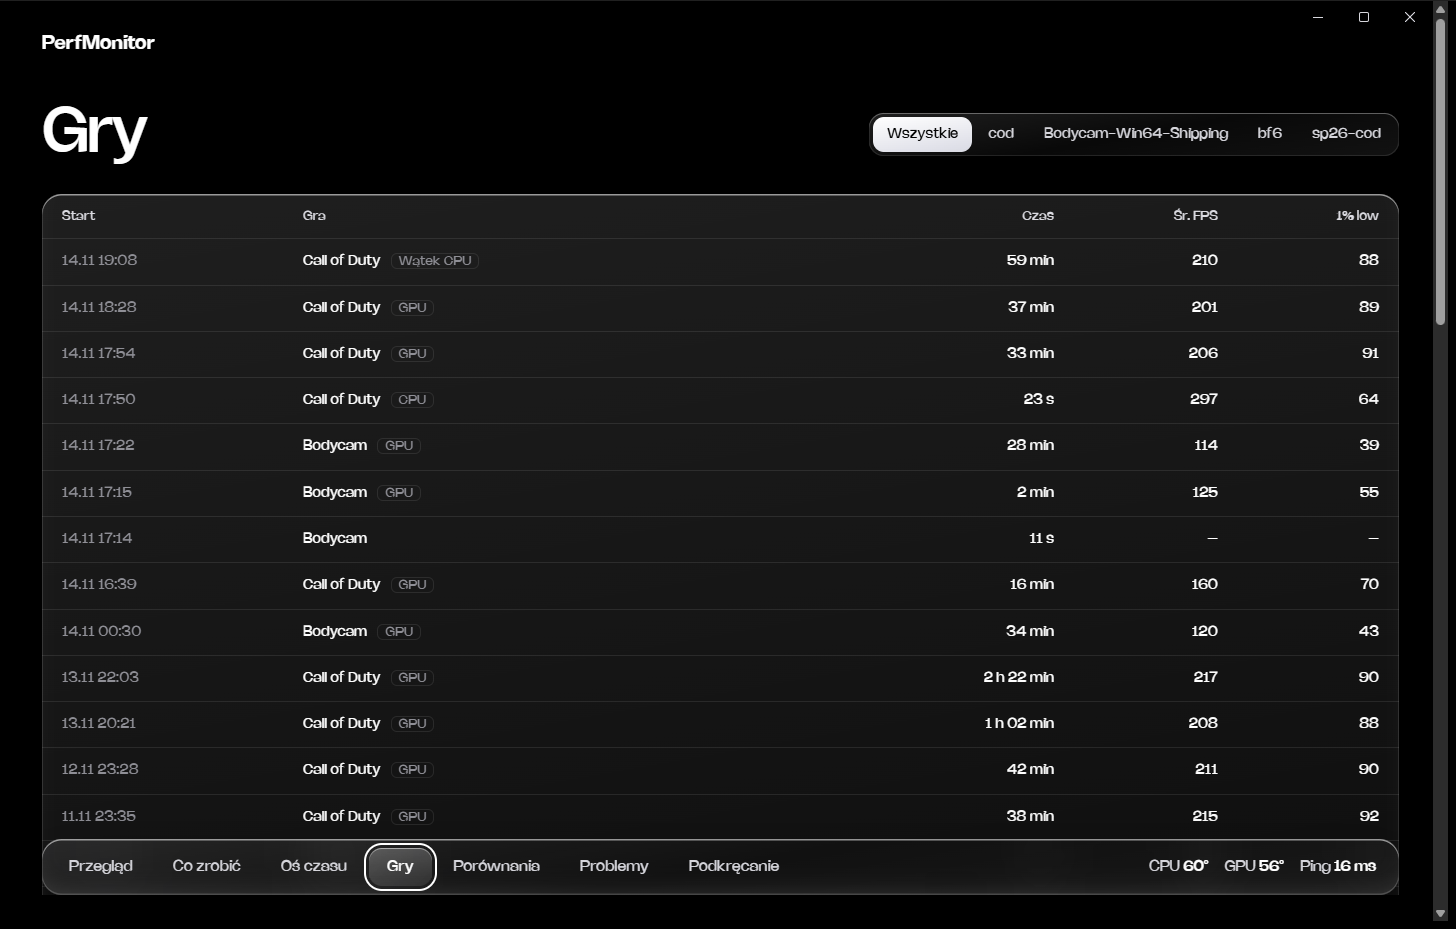 PerfMonitor
Gry
Wszystkie cod Bodycam-Win64-Shipping bf6 sp26-cod
Start Gra Czas Śr. FPS 1% low
14.11 19:08 Call of Duty Wątek CPU 59 min 210 88
14.11 18:28 Call of Duty GPU 37 min 201 89
14.11 17:54 Call of Duty GPU 33 min 206 91
14.11 17:50 Call of Duty CPU 23 s 297 64
14.11 17:22 Bodycam GPU 28 min 114 39
14.11 17:15 Bodycam GPU 2 min 125 55
14.11 17:14 Bodycam 11 s – –
14.11 16:39 Call of Duty GPU 16 min 160 70
14.11 00:30 Bodycam GPU 34 min 120 43
13.11 22:03 Call of Duty GPU 2 h 22 min 217 90
13.11 20:21 Call of Duty GPU 1 h 02 min 208 88
12.11 23:28 Call of Duty GPU 42 min 211 90
11.11 23:35 Call of Duty GPU 38 min 215 92
Przegląd Co zrobić Oś czasu Gry Porównania Problemy Podkręcanie CPU 60° GPU 56° Ping 16 ms